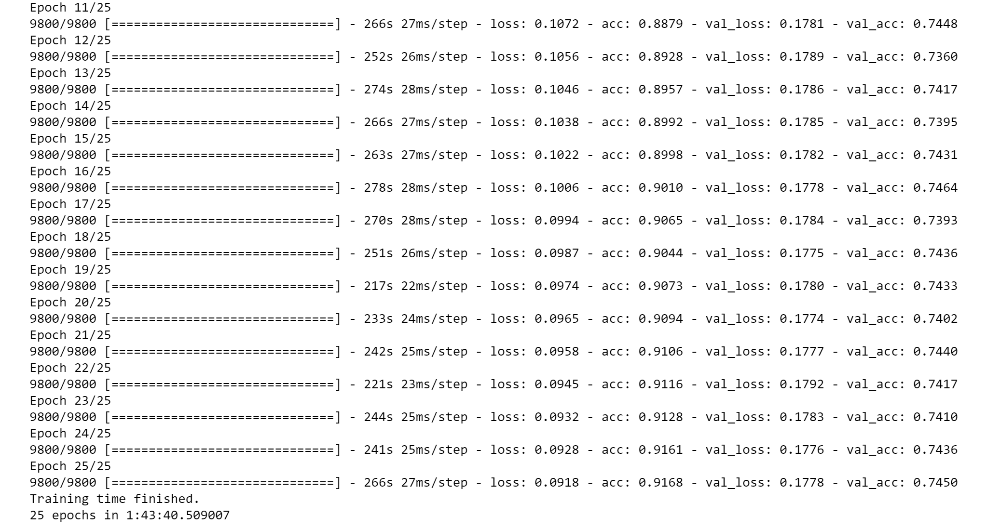 Epoch 11/25
9800/9800 [==============================] - 266s 27ms/step - loss: 0.1072 - acc: 0.8879 - val_loss: 0.1781 - val_acc: 0.7448
Epoch 12/25
9800/9800 [==============================] - 252s 26ms/step - loss: 0.1056 - acc: 0.8928 - val_loss: 0.1789 - val_acc: 0.7360
Epoch 13/25
9800/9800 [==============================] - 274s 28ms/step - loss: 0.1046 - acc: 0.8957 - val_loss: 0.1786 - val_acc: 0.7417
Epoch 14/25
9800/9800 [==============================] - 266s 27ms/step - loss: 0.1038 - acc: 0.8992 - val_loss: 0.1785 - val_acc: 0.7395
Epoch 15/25
9800/9800 [==============================] - 263s 27ms/step - loss: 0.1022 - acc: 0.8998 - val_loss: 0.1782 - val_acc: 0.7431
Epoch 16/25
9800/9800 [==============================] - 278s 28ms/step - loss: 0.1006 - acc: 0.9010 - val_loss: 0.1778 - val_acc: 0.7464
Epoch 17/25
9800/9800 [==============================] - 270s 28ms/step - loss: 0.0994 - acc: 0.9065 - val_loss: 0.1784 - val_acc: 0.7393
Epoch 18/25
9800/9800 [==============================] - 251s 26ms/step - loss: 0.0987 - acc: 0.9044 - val_loss: 0.1775 - val_acc: 0.7436
Epoch 19/25
9800/9800 [==============================] - 217s 22ms/step - loss: 0.0974 - acc: 0.9073 - val_loss: 0.1780 - val_acc: 0.7433
Epoch 20/25
9800/9800 [==============================] - 233s 24ms/step - loss: 0.0965 - acc: 0.9094 - val_loss: 0.1774 - val_acc: 0.7402
Epoch 21/25
9800/9800 [==============================] - 242s 25ms/step - loss: 0.0958 - acc: 0.9106 - val_loss: 0.1777 - val_acc: 0.7440
Epoch 22/25
9800/9800 [==============================] - 221s 23ms/step - loss: 0.0945 - acc: 0.9116 - val_loss: 0.1792 - val_acc: 0.7417
Epoch 23/25
9800/9800 [==============================] - 244s 25ms/step - loss: 0.0932 - acc: 0.9128 - val_loss: 0.1783 - val_acc: 0.7410
Epoch 24/25
9800/9800 [==============================] - 241s 25ms/step - loss: 0.0928 - acc: 0.9161 - val_loss: 0.1776 - val_acc: 0.7436
Epoch 25/25
9800/9800 [==============================] - 266s 27ms/step - loss: 0.0918 - acc: 0.9168 - val_loss: 0.1778 - val_acc: 0.7450
Training time finished.
25 epochs in 1:43:40.509007